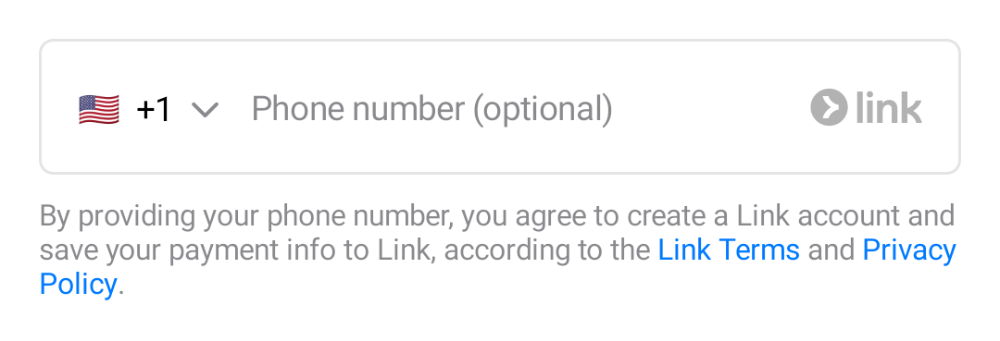 +1 Phone number (optional) link
By providing your phone number, you agree to create a Link account and
save your payment info to Link, according to the Link Terms and Privacy
Policy.